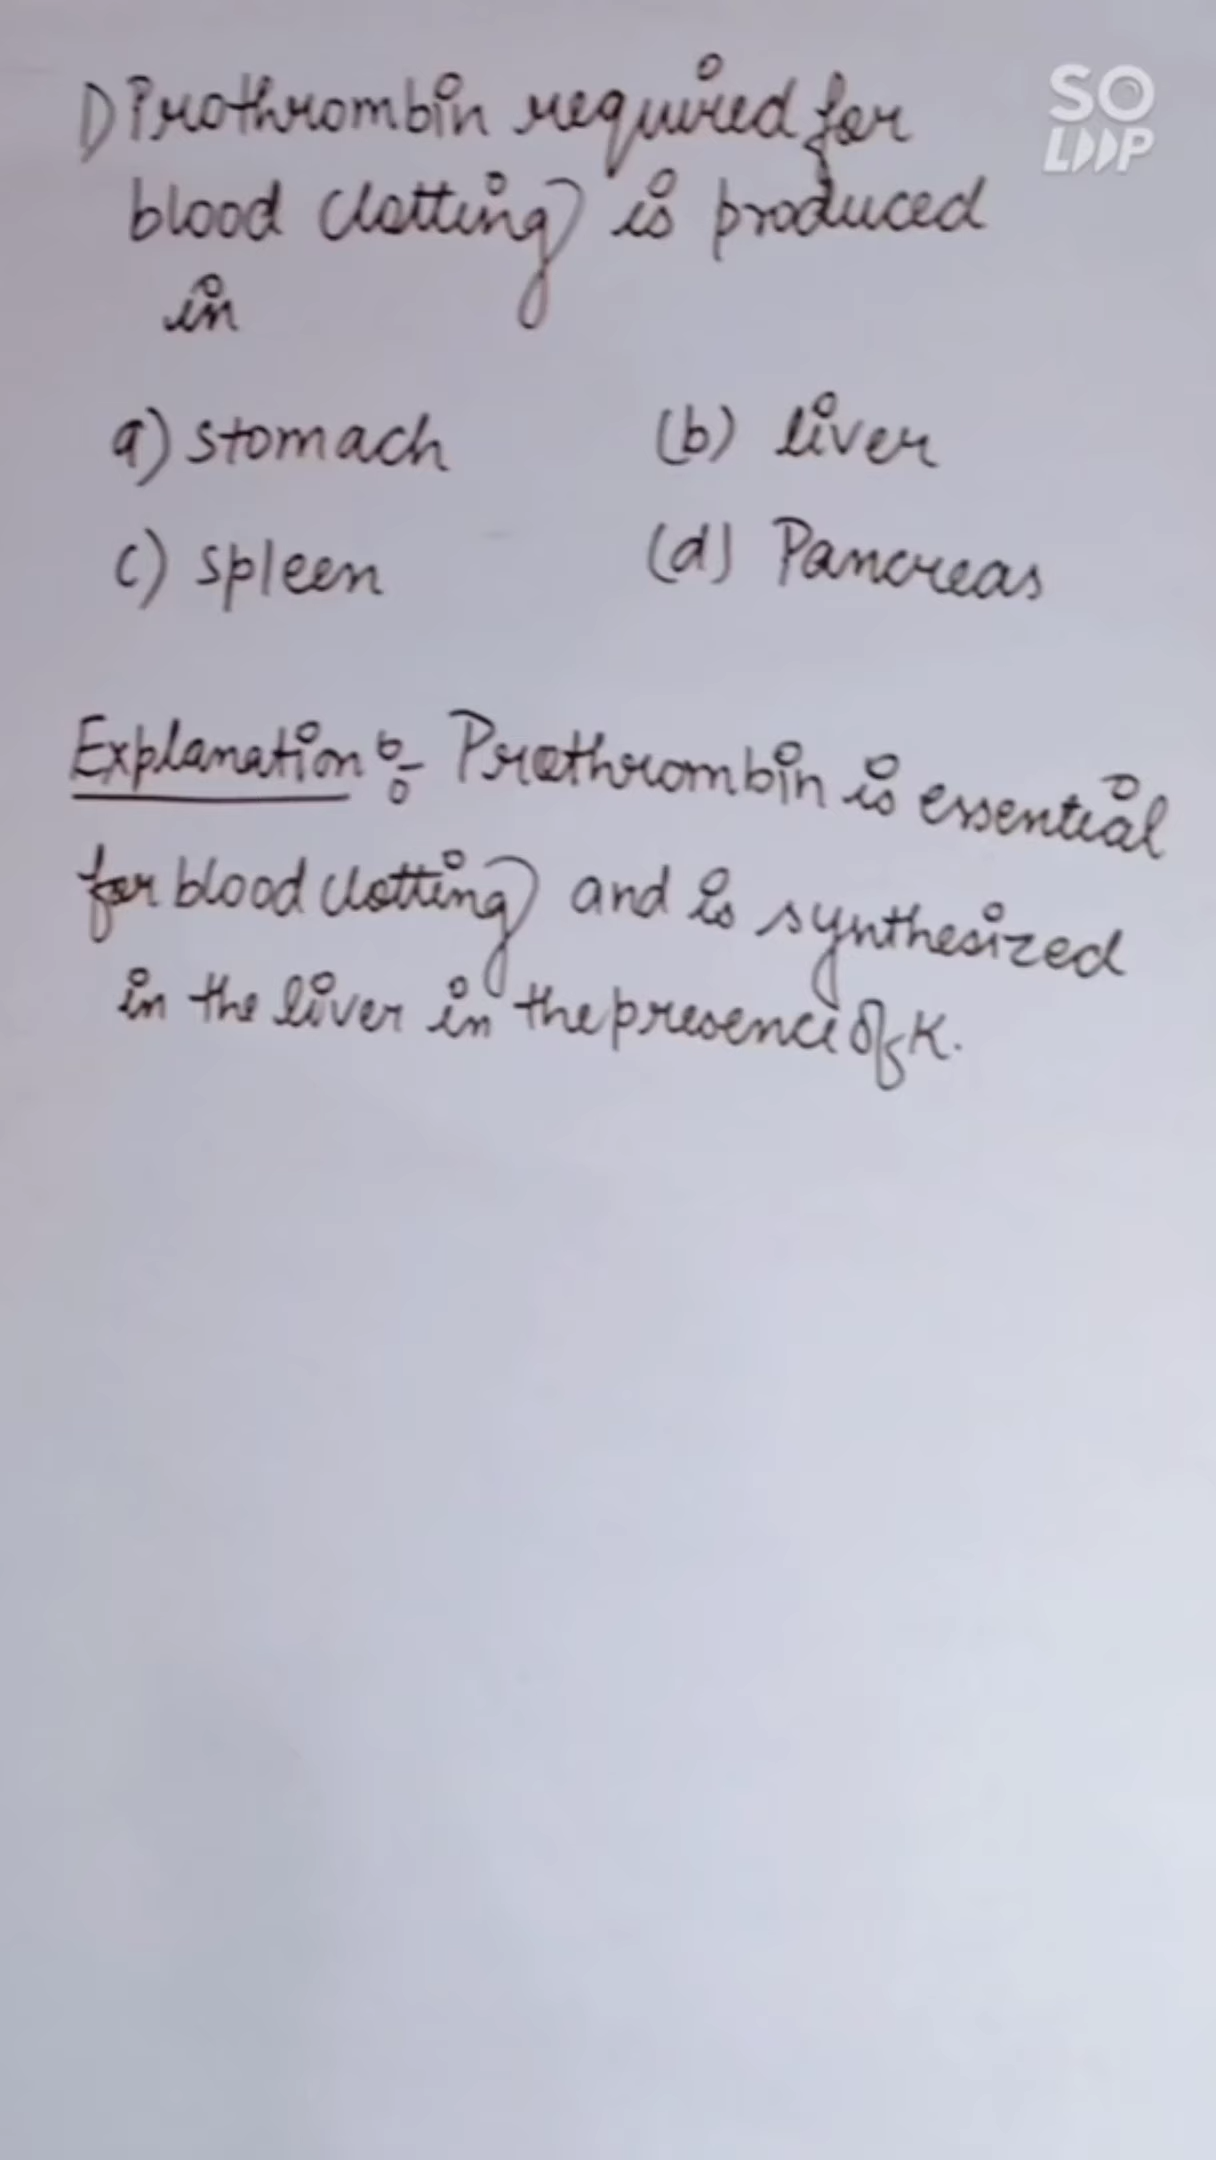 1) Prothrombin required for
blood clotting is produced
in
a) stomach (b) liver
c) spleen (d) Pancreas
Explanation :- Prothrombin is essential
for blood clotting and is synthesized
in the liver in the presence of K.
SO
LOOP